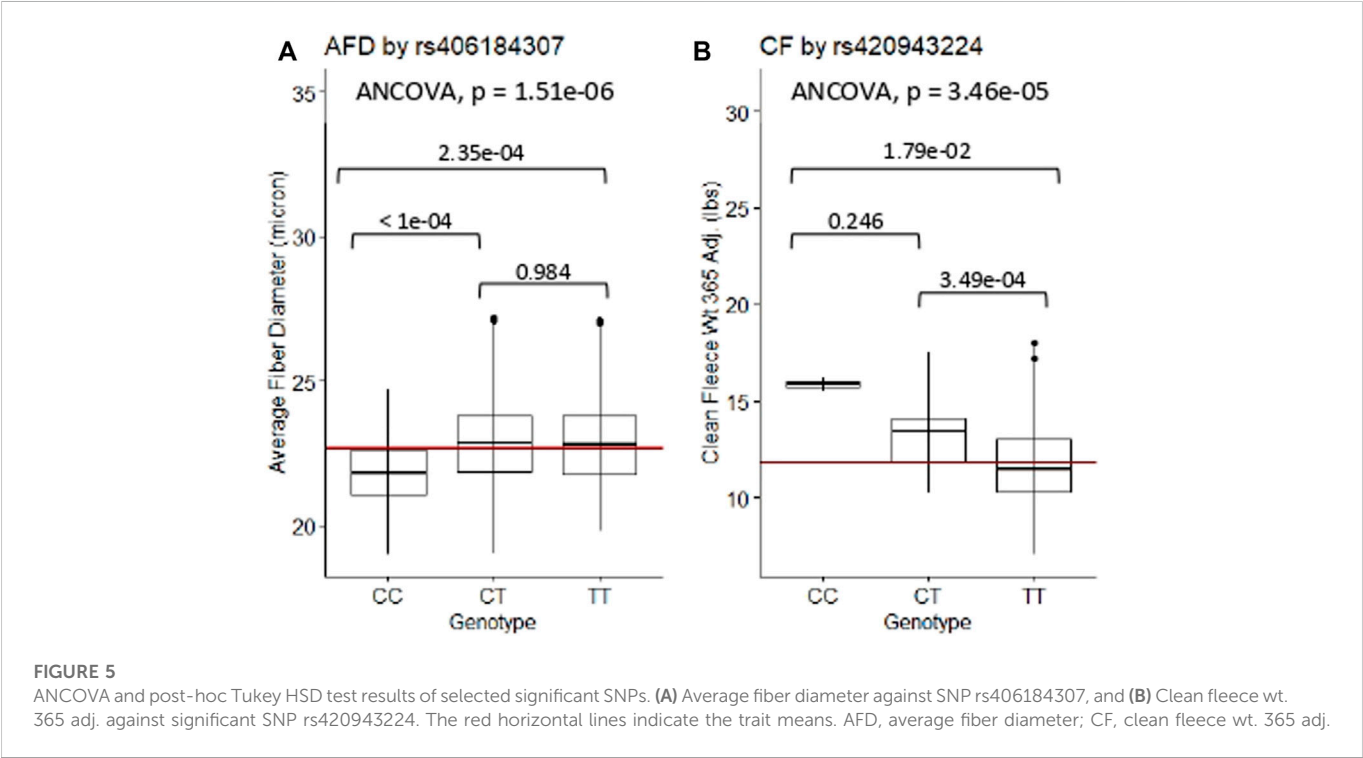 A AFD by rs406184307
ANCOVA, p = 1.51e-06
2.35e-04
< 1e-04
0.984
Average Fiber Diameter (micron)
35
30
25
20
CC CT TT
Genotype
B CF by rs420943224
ANCOVA, p = 3.46e-05
1.79e-02
0.246
3.49e-04
Clean Fleece Wt 365 Adj. (lbs)
30
25
20
15
10
CC CT TT
Genotype
FIGURE 5
ANCOVA and post-hoc Tukey HSD test results of selected significant SNPs. (A) Average fiber diameter against SNP rs406184307, and (B) Clean fleece wt.
365 adj. against significant SNP rs420943224. The red horizontal lines indicate the trait means. AFD, average fiber diameter; CF, clean fleece wt. 365 adj.